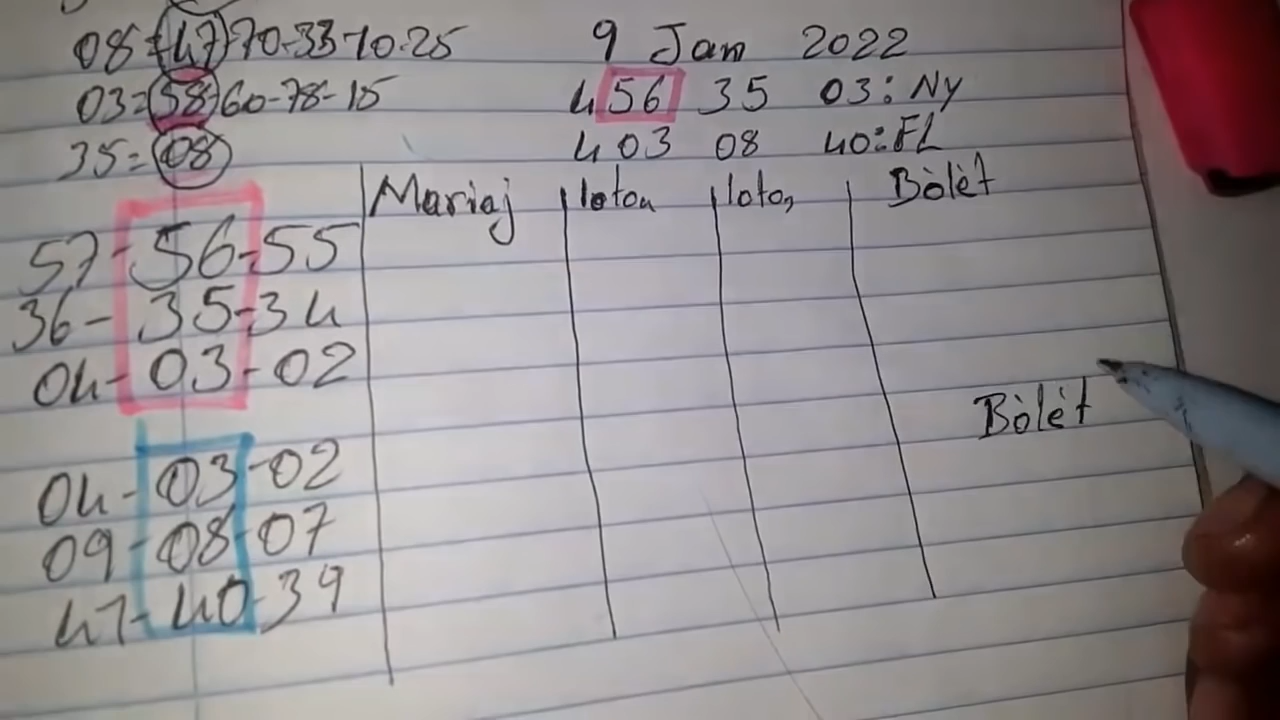 08=47-70-33-10-25
03=58-60-78-15
35=08
9 Jan 2022
456 35 03: Ny
403 08 40: FL
Mariaj loto4 loto3 Bòlèt
57-56-55
36-35-34
04-03-02
Bòlèt
04-03-02
09-08-07
41-40-39